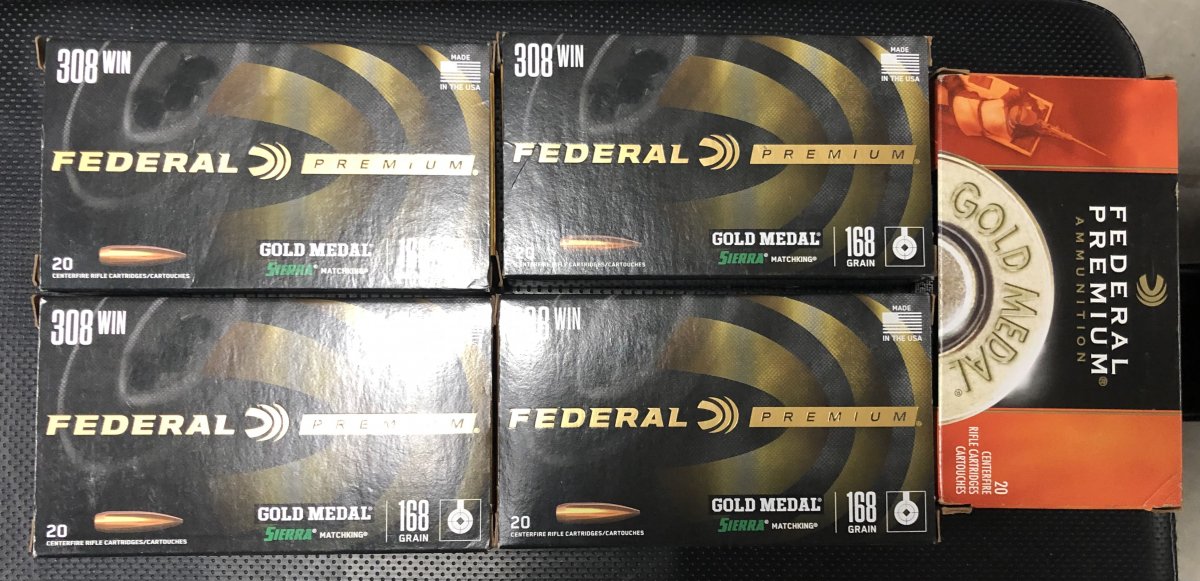 308 WIN
MADE
IN THE USA
FEDERAL PREMIUM®
GOLD MEDAL®
SIERRA® MATCHKING®
20
CENTERFIRE RIFLE CARTRIDGES/CARTOUCHES
308 WIN
MADE
IN THE USA
FEDERAL PREMIUM®
GOLD MEDAL®
SIERRA® MATCHKING®
168
GRAIN
20
CENTERFIRE RIFLE CARTRIDGES/CARTOUCHES
308 WIN
FEDERAL PREMIUM®
GOLD MEDAL®
SIERRA® MATCHKING®
168
GRAIN
20
CENTERFIRE RIFLE CARTRIDGES/CARTOUCHES
308 WIN
MADE
IN THE USA
FEDERAL PREMIUM®
GOLD MEDAL®
SIERRA® MATCHKING®
168
GRAIN
20
CENTERFIRE RIFLE CARTRIDGES/CARTOUCHES
FEDERAL
PREMIUM®
AMMUNITION
GOLD MEDAL®
20
CENTERFIRE
RIFLE CARTRIDGES
CARTOUCHES